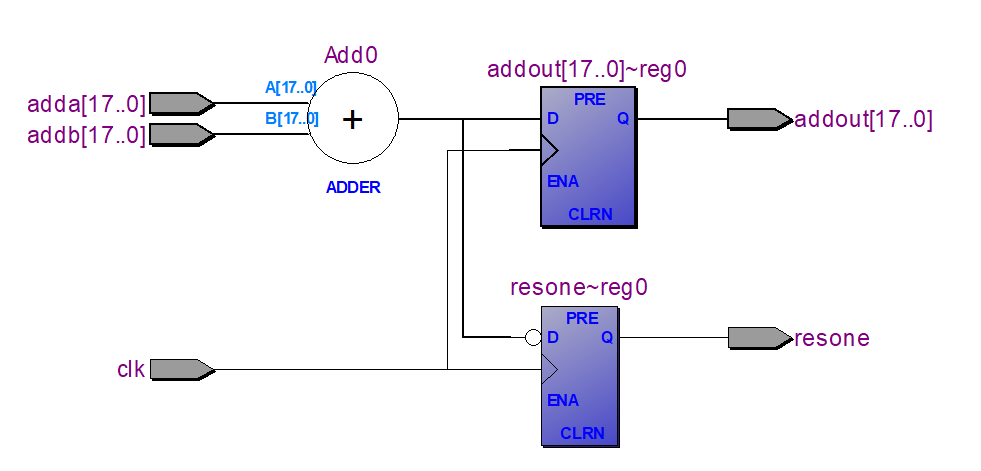 Add0
addout[17..0]~reg0
adda[17..0]
A[17..0]
PRE
addb[17..0]
B[17..0]
+
D
Q
addout[17..0]
ENA
ADDER
CLRN
resone~reg0
PRE
D
Q
resone
clk
ENA
CLRN